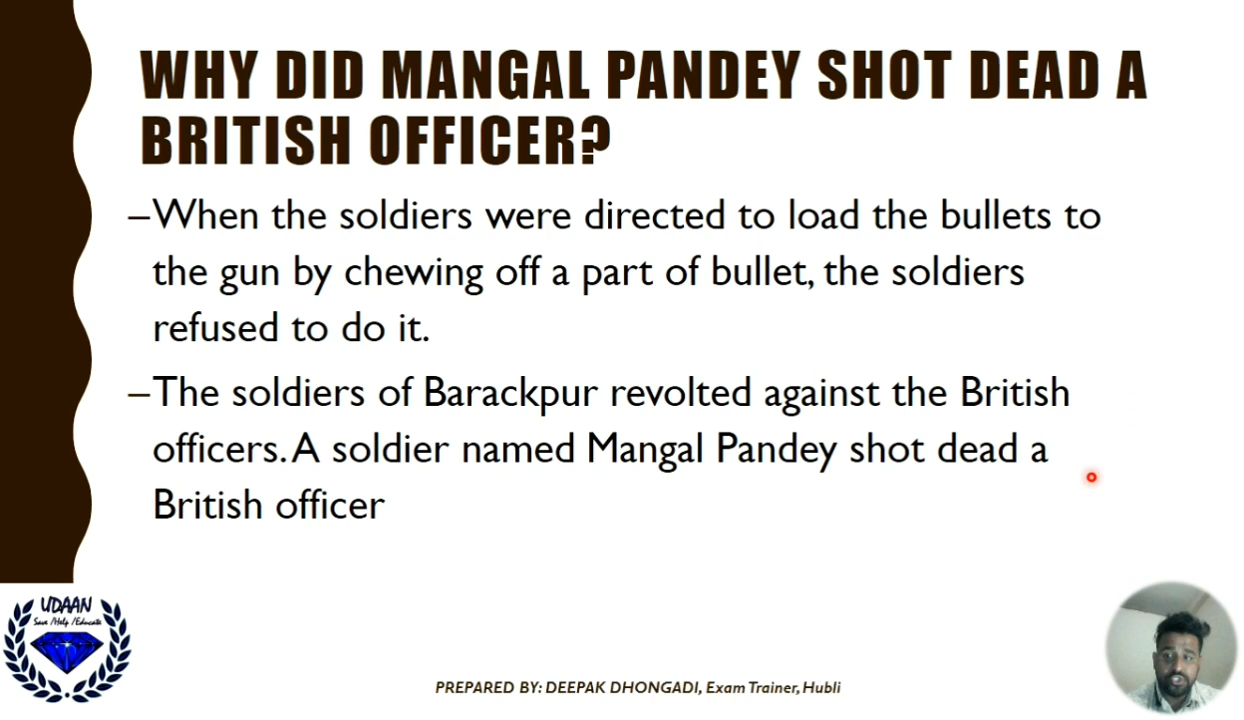 WHY DID MANGAL PANDEY SHOT DEAD A
BRITISH OFFICER?
–When the soldiers were directed to load the bullets to
the gun by chewing off a part of bullet, the soldiers
refused to do it.
–The soldiers of Barackpur revolted against the British
officers. A soldier named Mangal Pandey shot dead a
British officer
UDAAN
Save /Help /Educate
PREPARED BY: DEEPAK DHONGADI, Exam Trainer, Hubli